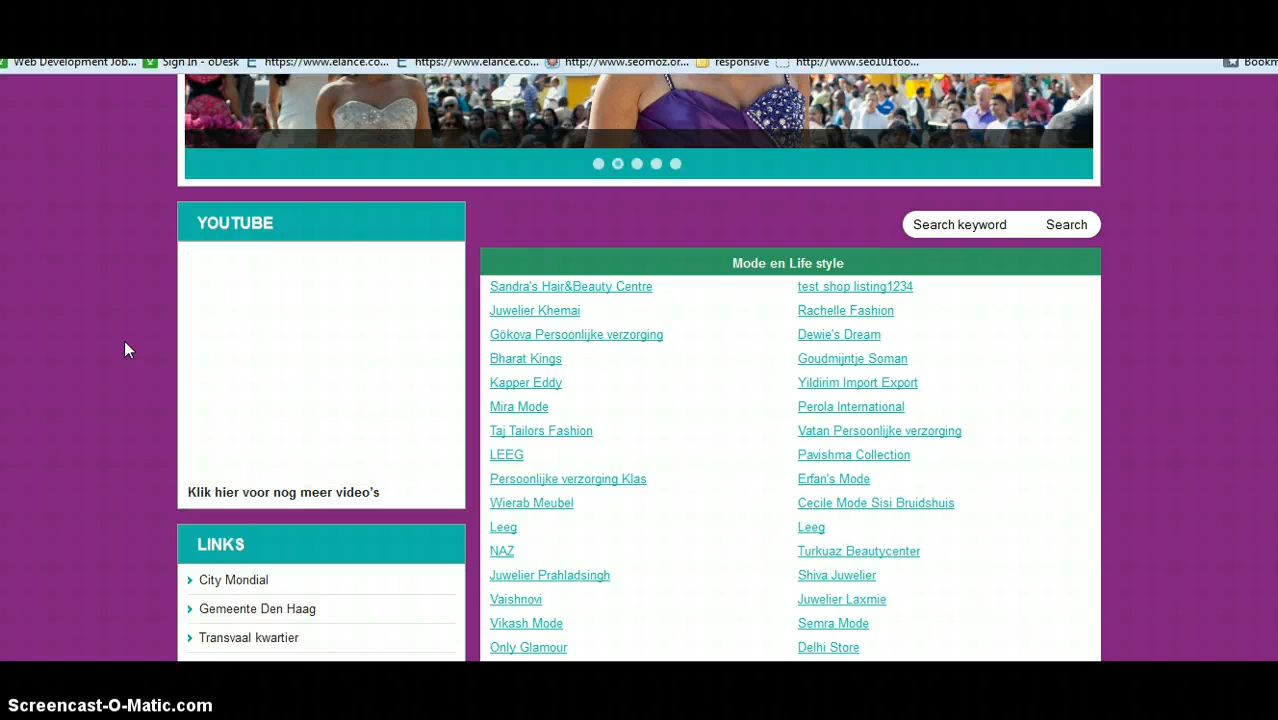 Web Development Job... Sign In - oDesk https://www.elance.co... https://www.elance.co... http://www.seomoz.or... responsive http://www.seo101too... Bookm
YOUTUBE
Klik hier voor nog meer video's
LINKS
City Mondial
Gemeente Den Haag
Transvaal kwartier
Search keyword Search
Mode en Life style
Sandra's Hair&Beauty Centre test shop listing1234
Juwelier Khemai Rachelle Fashion
Gökova Persoonlijke verzorging Dewie's Dream
Bharat Kings Goudmijntje Soman
Kapper Eddy Yildirim Import Export
Mira Mode Perola International
Taj Tailors Fashion Vatan Persoonlijke verzorging
LEEG Pavishma Collection
Persoonlijke verzorging Klas Erfan's Mode
Wierab Meubel Cecile Mode Sisi Bruidshuis
Leeg Leeg
NAZ Turkuaz Beautycenter
Juwelier Prahladsingh Shiva Juwelier
Vaishnovi Juwelier Laxmie
Vikash Mode Semra Mode
Only Glamour Delhi Store
Screencast-O-Matic.com